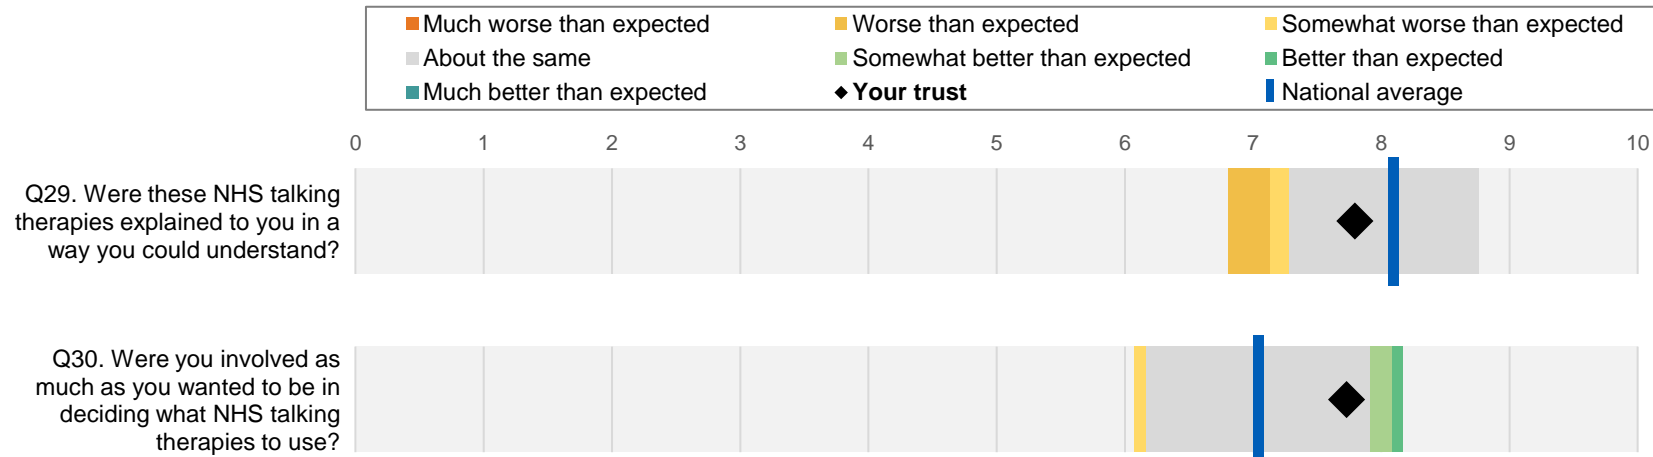 Much worse than expected
Worse than expected
Somewhat worse than expected
About the same
Somewhat better than expected
Better than expected
Much better than expected
Your trust
National average
0 1 2 3 4 5 6 7 8 9 10
Q29. Were these NHS talking
therapies explained to you in a
way you could understand?
Q30. Were you involved as
much as you wanted to be in
deciding what NHS talking
therapies to use?